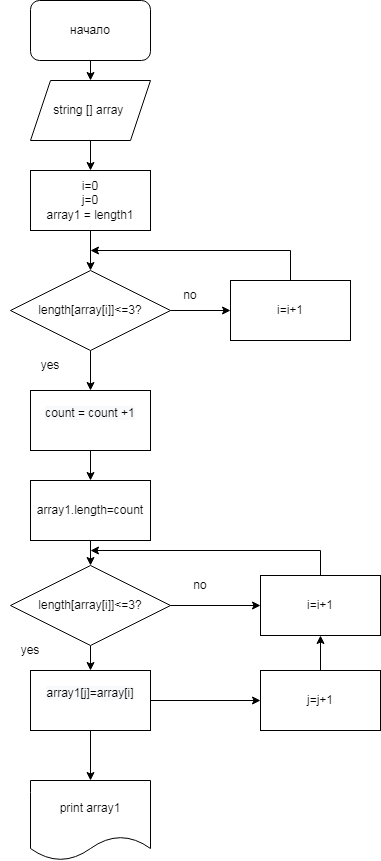 начало
string [] array
i=0
j=0
array1 = length1
length[array[i]]<=3?
no
i=i+1
yes
count = count +1
array1.length=count
length[array[i]]<=3?
no
i=i+1
yes
array1[j]=array[i]
j=j+1
print array1